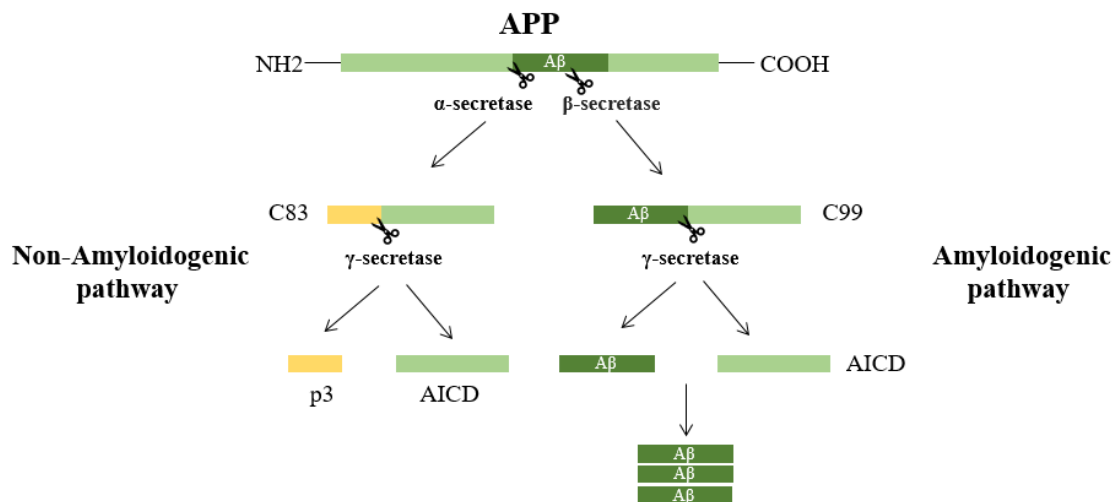 APP
NH2
Aβ
COOH
α-secretase
β-secretase
C83
Aβ
C99
Non-Amyloidogenic
pathway
γ-secretase
γ-secretase
Amyloidogenic
pathway
p3
AICD
Aβ
AICD
Aβ
Aβ
Aβ